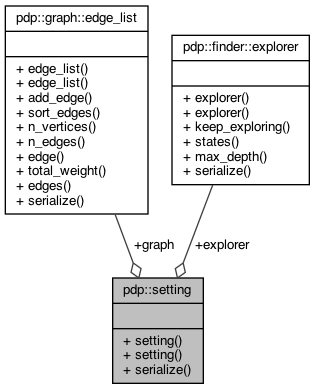 pdp::graph::edge_list
+ edge_list()
+ edge_list()
+ add_edge()
+ sort_edges()
+ n_vertices()
+ n_edges()
+ edge()
+ total_weight()
+ edges()
+ serialize()
pdp::finder::explorer
+ explorer()
+ explorer()
+ keep_exploring()
+ states()
+ max_depth()
+ serialize()
+graph
+explorer
pdp::setting
+ setting()
+ setting()
+ serialize()